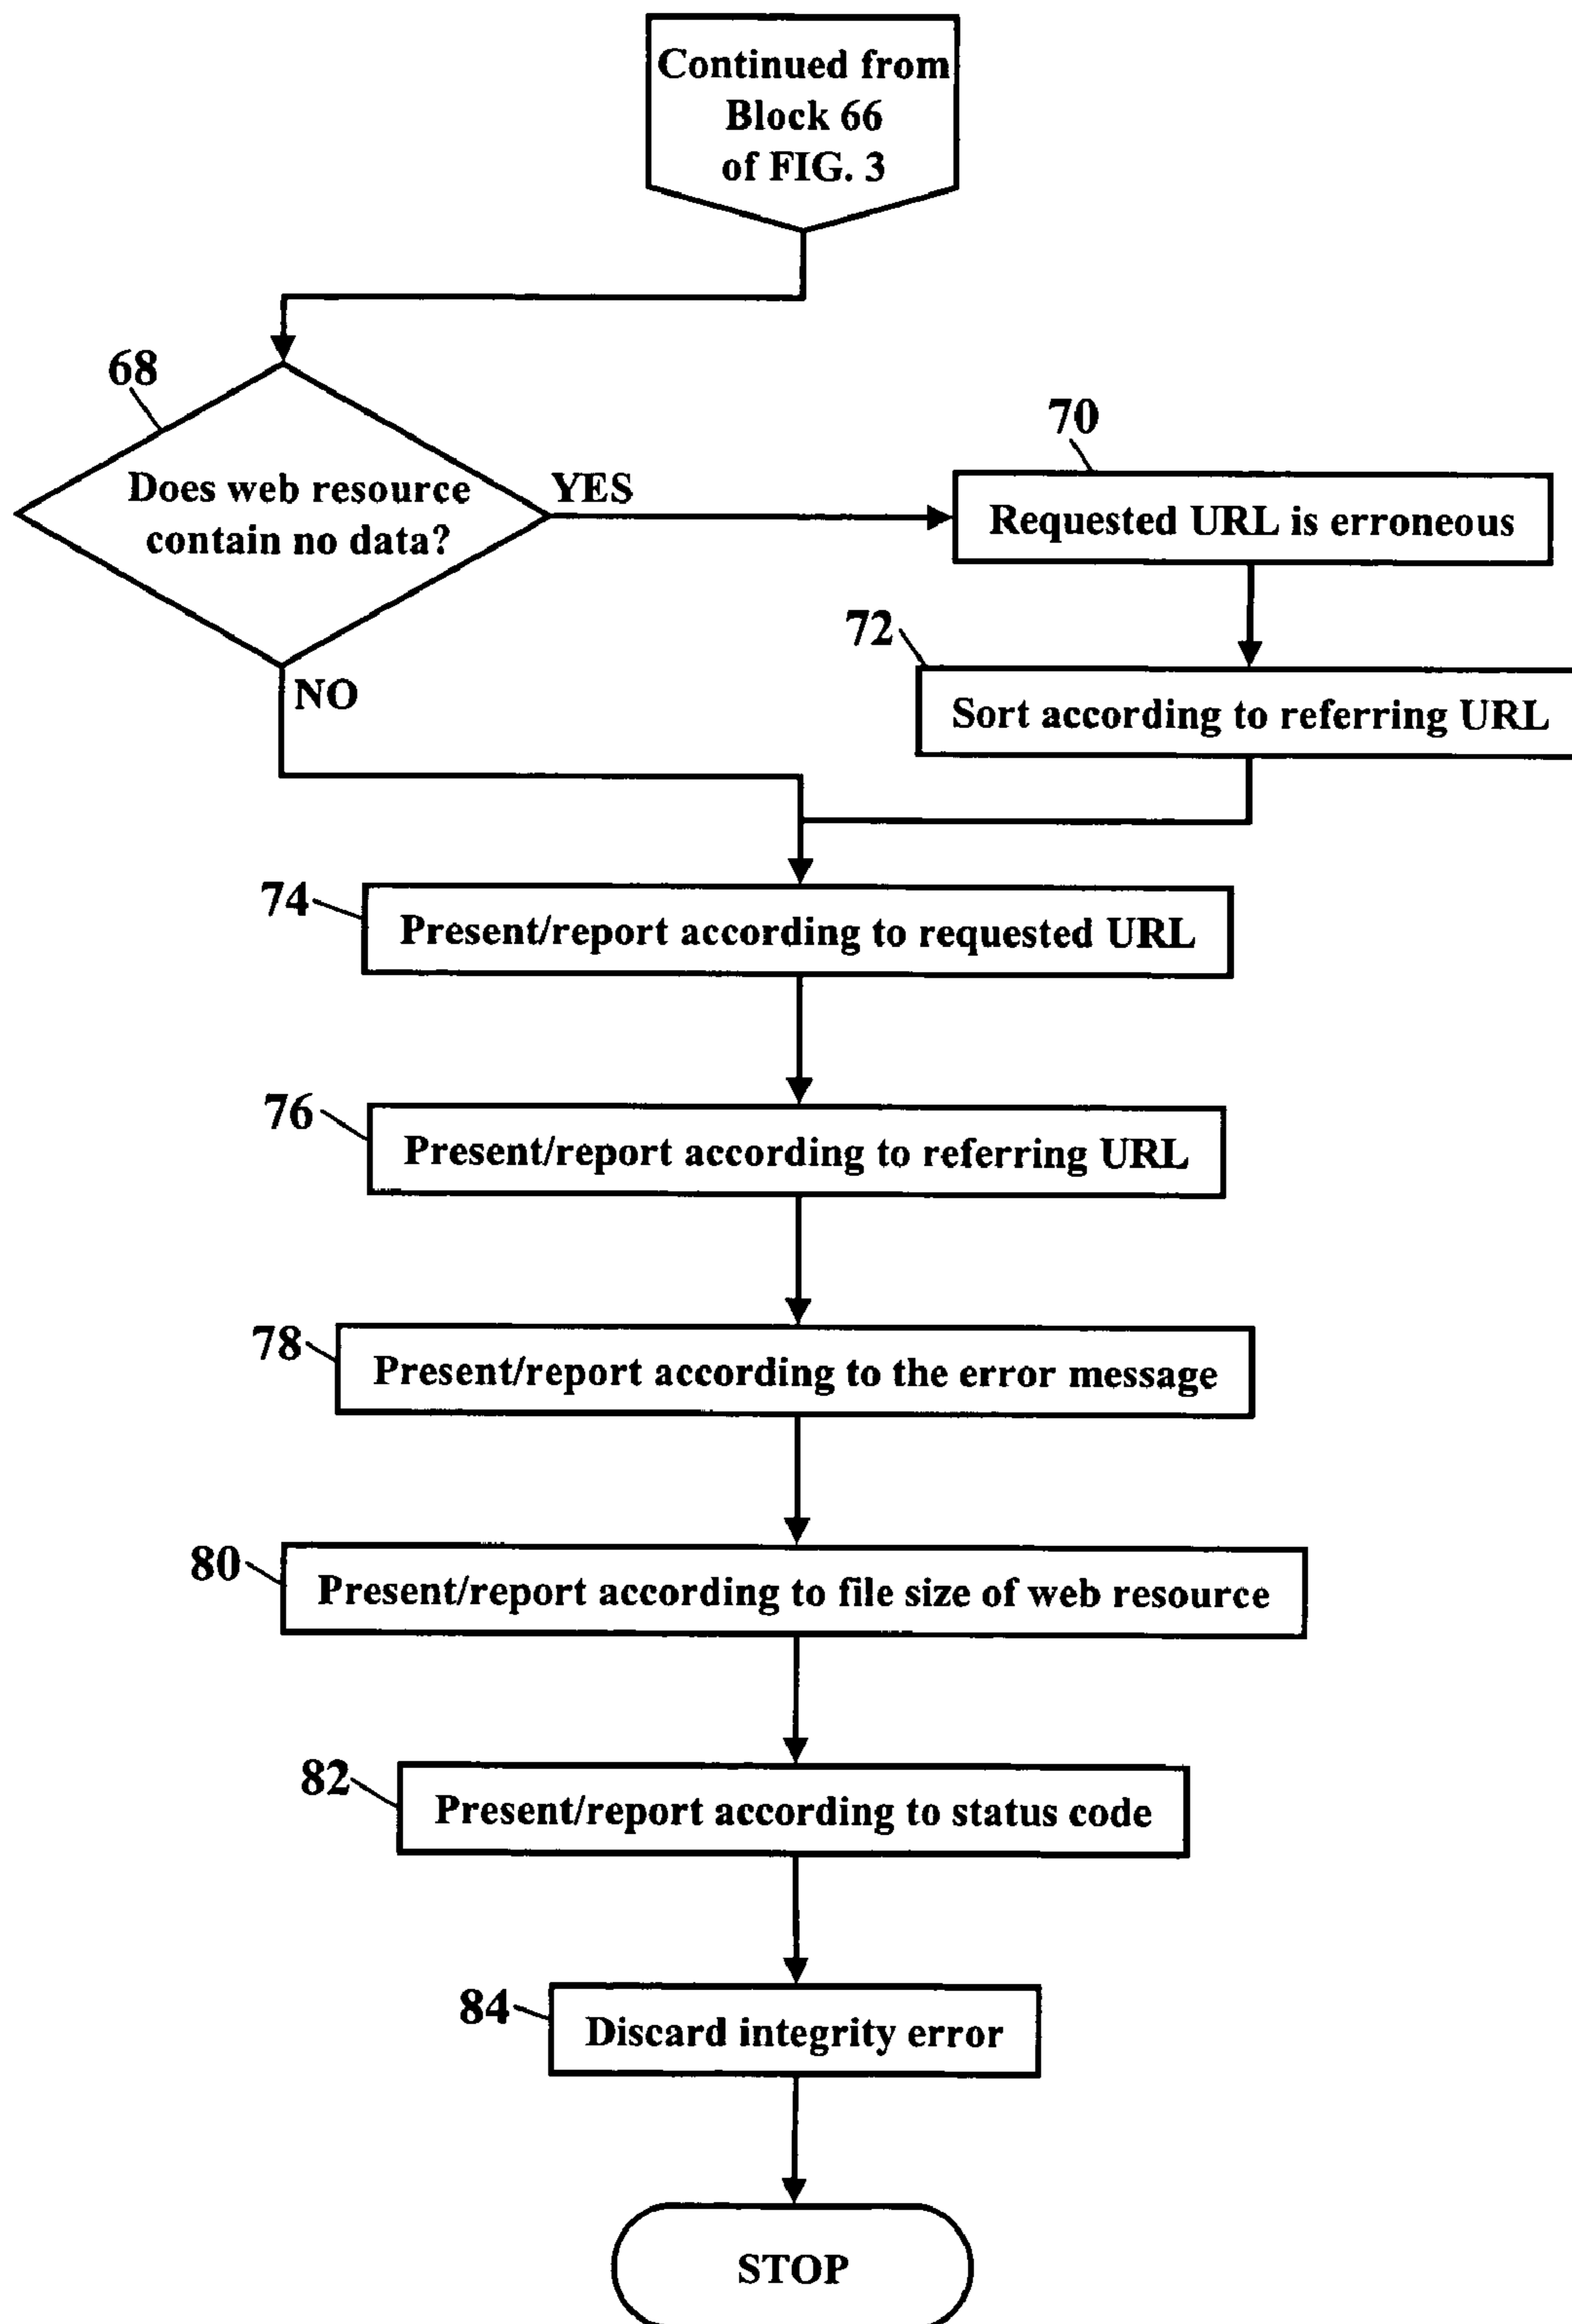 Continued from
Block 66
of FIG. 3
68
Does web resource
contain no data?
YES
70
Requested URL is erroneous
72
Sort according to referring URL
NO
74
Present/report according to requested URL
76
Present/report according to referring URL
78
Present/report according to the error message
80
Present/report according to file size of web resource
82
Present/report according to status code
84
Discard integrity error
STOP